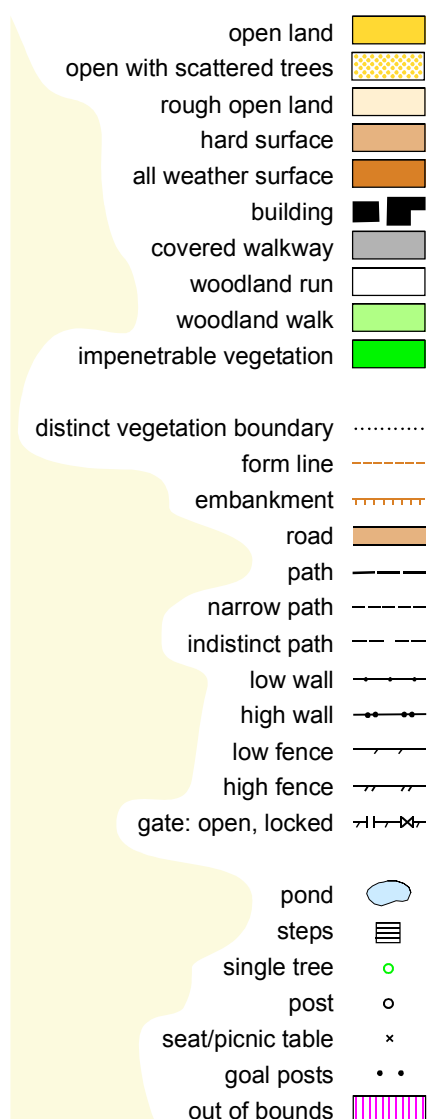 open land
open with scattered trees
rough open land
hard surface
all weather surface
building
covered walkway
woodland run
woodland walk
impenetrable vegetation
distinct vegetation boundary
form line
embankment
road
path
narrow path
indistinct path
low wall
high wall
low fence
high fence
gate: open, locked
pond
steps
single tree
post
seat/picnic table
goal posts
out of bounds